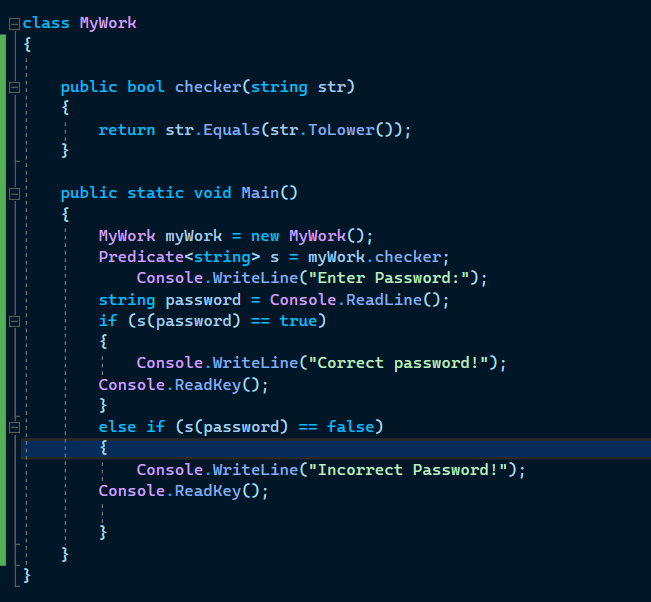 class MyWork
{
public bool checker(string str)
{
return str.Equals(str.ToLower());
}
public static void Main()
{
MyWork myWork = new MyWork();
Predicate<string> s = myWork.checker;
Console.WriteLine("Enter Password:");
string password = Console.ReadLine();
if (s(password) == true)
{
Console.WriteLine("Correct password!");
Console.ReadKey();
}
else if (s(password) == false)
{
Console.WriteLine("Incorrect Password!");
Console.ReadKey();
}
}
}